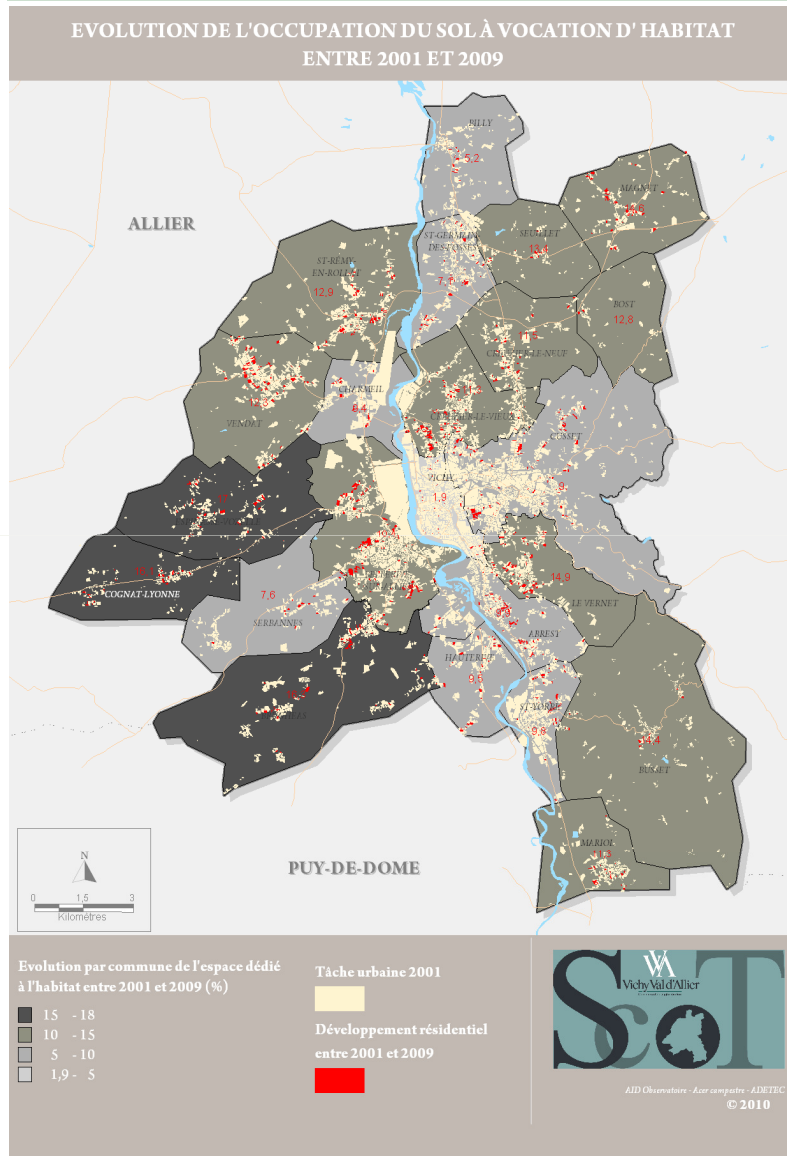 EVOLUTION DE L'OCCUPATION DU SOL À VOCATION D' HABITAT
ENTRE 2001 ET 2009
BILLY
5,2
ALLIER
MAGNET
ST-GERMAIN
DES-FOSSES
SEUILLET
13,4
ST-RÉMY-
EN-ROLLAT
12,9
BOST
12,8
CREUZIER-LE-NEUF
CHARMEIL
CREUZIER-LE-VIEUX
VENDAT
CUSSET
VICHY
1,9
9
COGNAT-LYONNE
14,9
7,6
LE VERNET
SERBANNES
ABREST
HAUTERIVE
ST-YORRE
BUSSET
MARIOL
N
0 1,5 3
Kilométres
PUY-DE-DOME
Evolution par commune de l'espace dédié
à l'habitat entre 2001 et 2009 (%)
15 - 18
10 - 15
5 - 10
1,9 - 5
Tâche urbaine 2001
Développement résidentiel
entre 2001 et 2009
Vichy Val d'Allier
ScoT
AID Observatoire - Acer campestre - ADETEC
© 2010